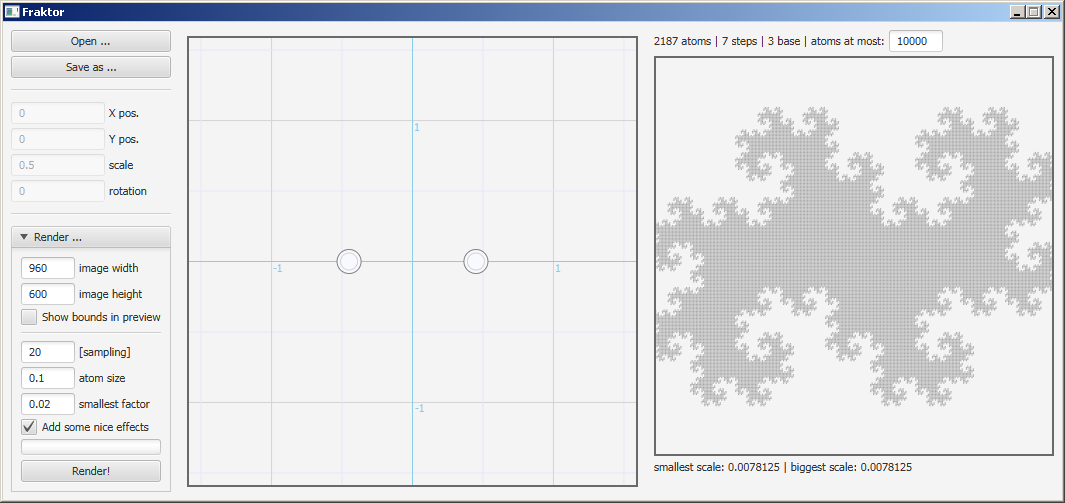 Fraktor
Open ...
Save as ...
0 X pos.
0 Y pos.
0.5 scale
0 rotation
Render ...
960 image width
600 image height
Show bounds in preview
20 [sampling]
0.1 atom size
0.02 smallest factor
Add some nice effects
Render!
1
-1 1
-1
2187 atoms | 7 steps | 3 base | atoms at most: 10000
smallest scale: 0.0078125 | biggest scale: 0.0078125